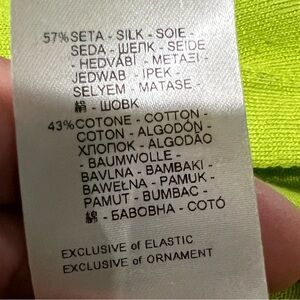 57% SETA - SILK - SOIE -
SEDA - ШЕЛК - SEIDE
- HEDVÁBÍ - ΜΕΤΑΞΙ -
JEDWAB - IPEK -
SELYEM - MATASE -
絹 - ШОВК
43% COTONE - COTTON -
COTON - ALGODÓN -
ХЛОПОК - ALGODÃO
- BAUMWOLLE -
BAVLNA - BAMBAKI -
BAWEŁNA - PAMUK -
PAMUT - BUMBAC -
綿 - БАВОВНА - COTÓ
EXCLUSIVE of ELASTIC
EXCLUSIVE of ORNAMENT